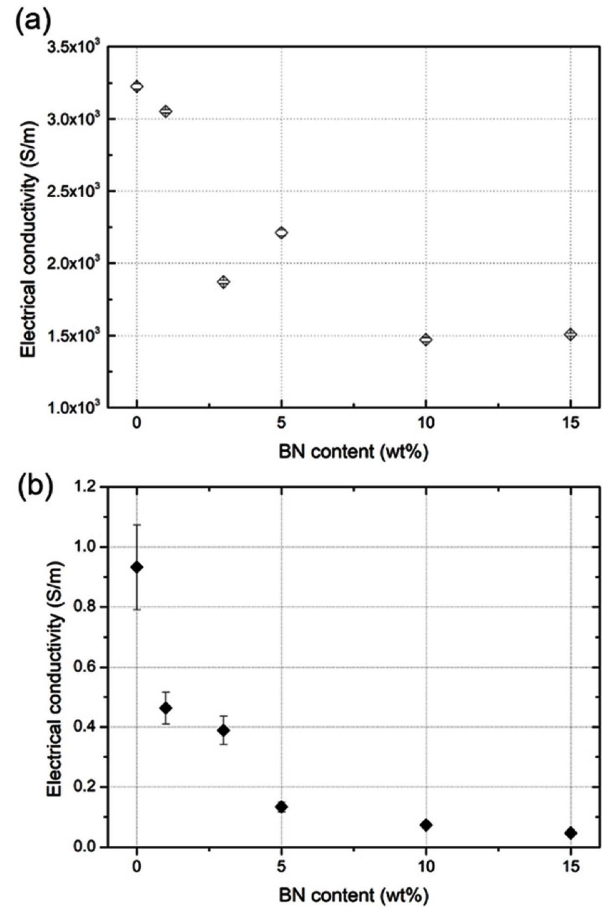 (a)
3.5x10³
3.0x10³
2.5x10³
2.0x10³
1.5x10³
1.0x10³
Electrical conductivity (S/m)
0 5 10 15
BN content (wt%)
(b)
1.2
1.0
0.8
0.6
0.4
0.2
0.0
Electrical conductivity (S/m)
0 5 10 15
BN content (wt%)